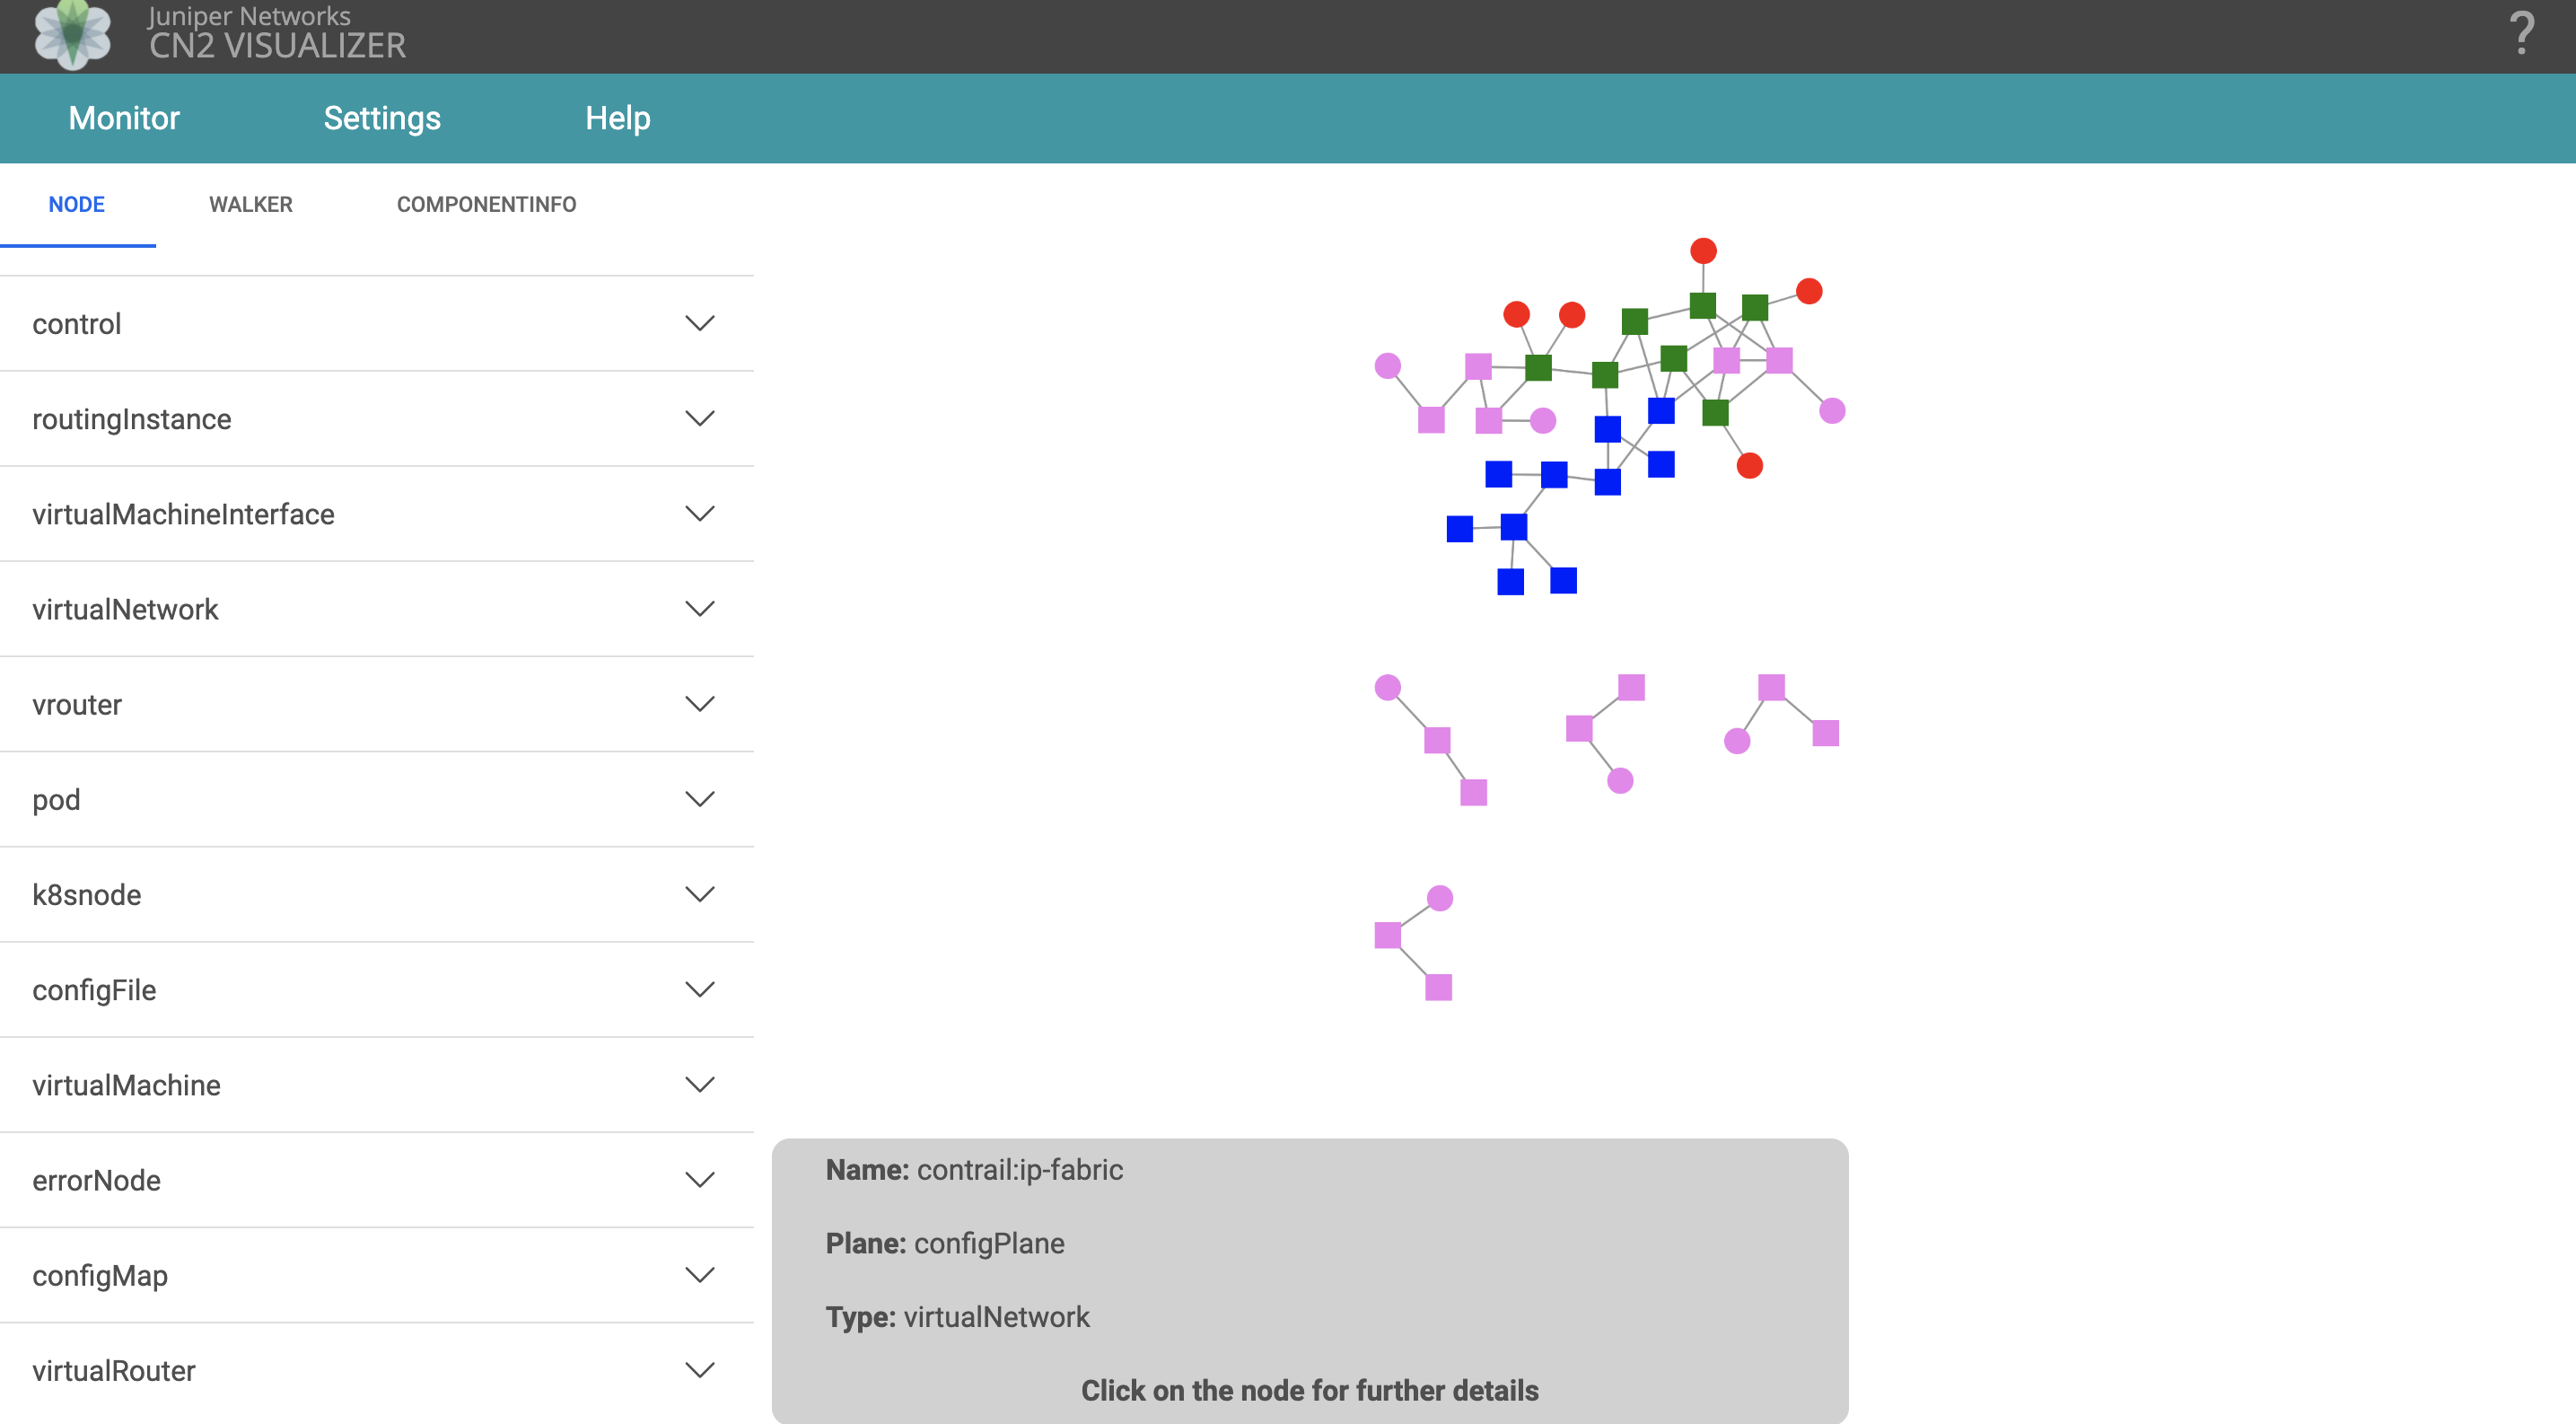 Juniper Networks
CN2 VISUALIZER
?
Monitor Settings Help
NODE WALKER COMPONENTINFO
control
routingInstance
virtualMachineInterface
virtualNetwork
vrouter
pod
k8snode
configFile
virtualMachine
errorNode
configMap
virtualRouter
Name: contrail:ip-fabric
Plane: configPlane
Type: virtualNetwork
Click on the node for further details